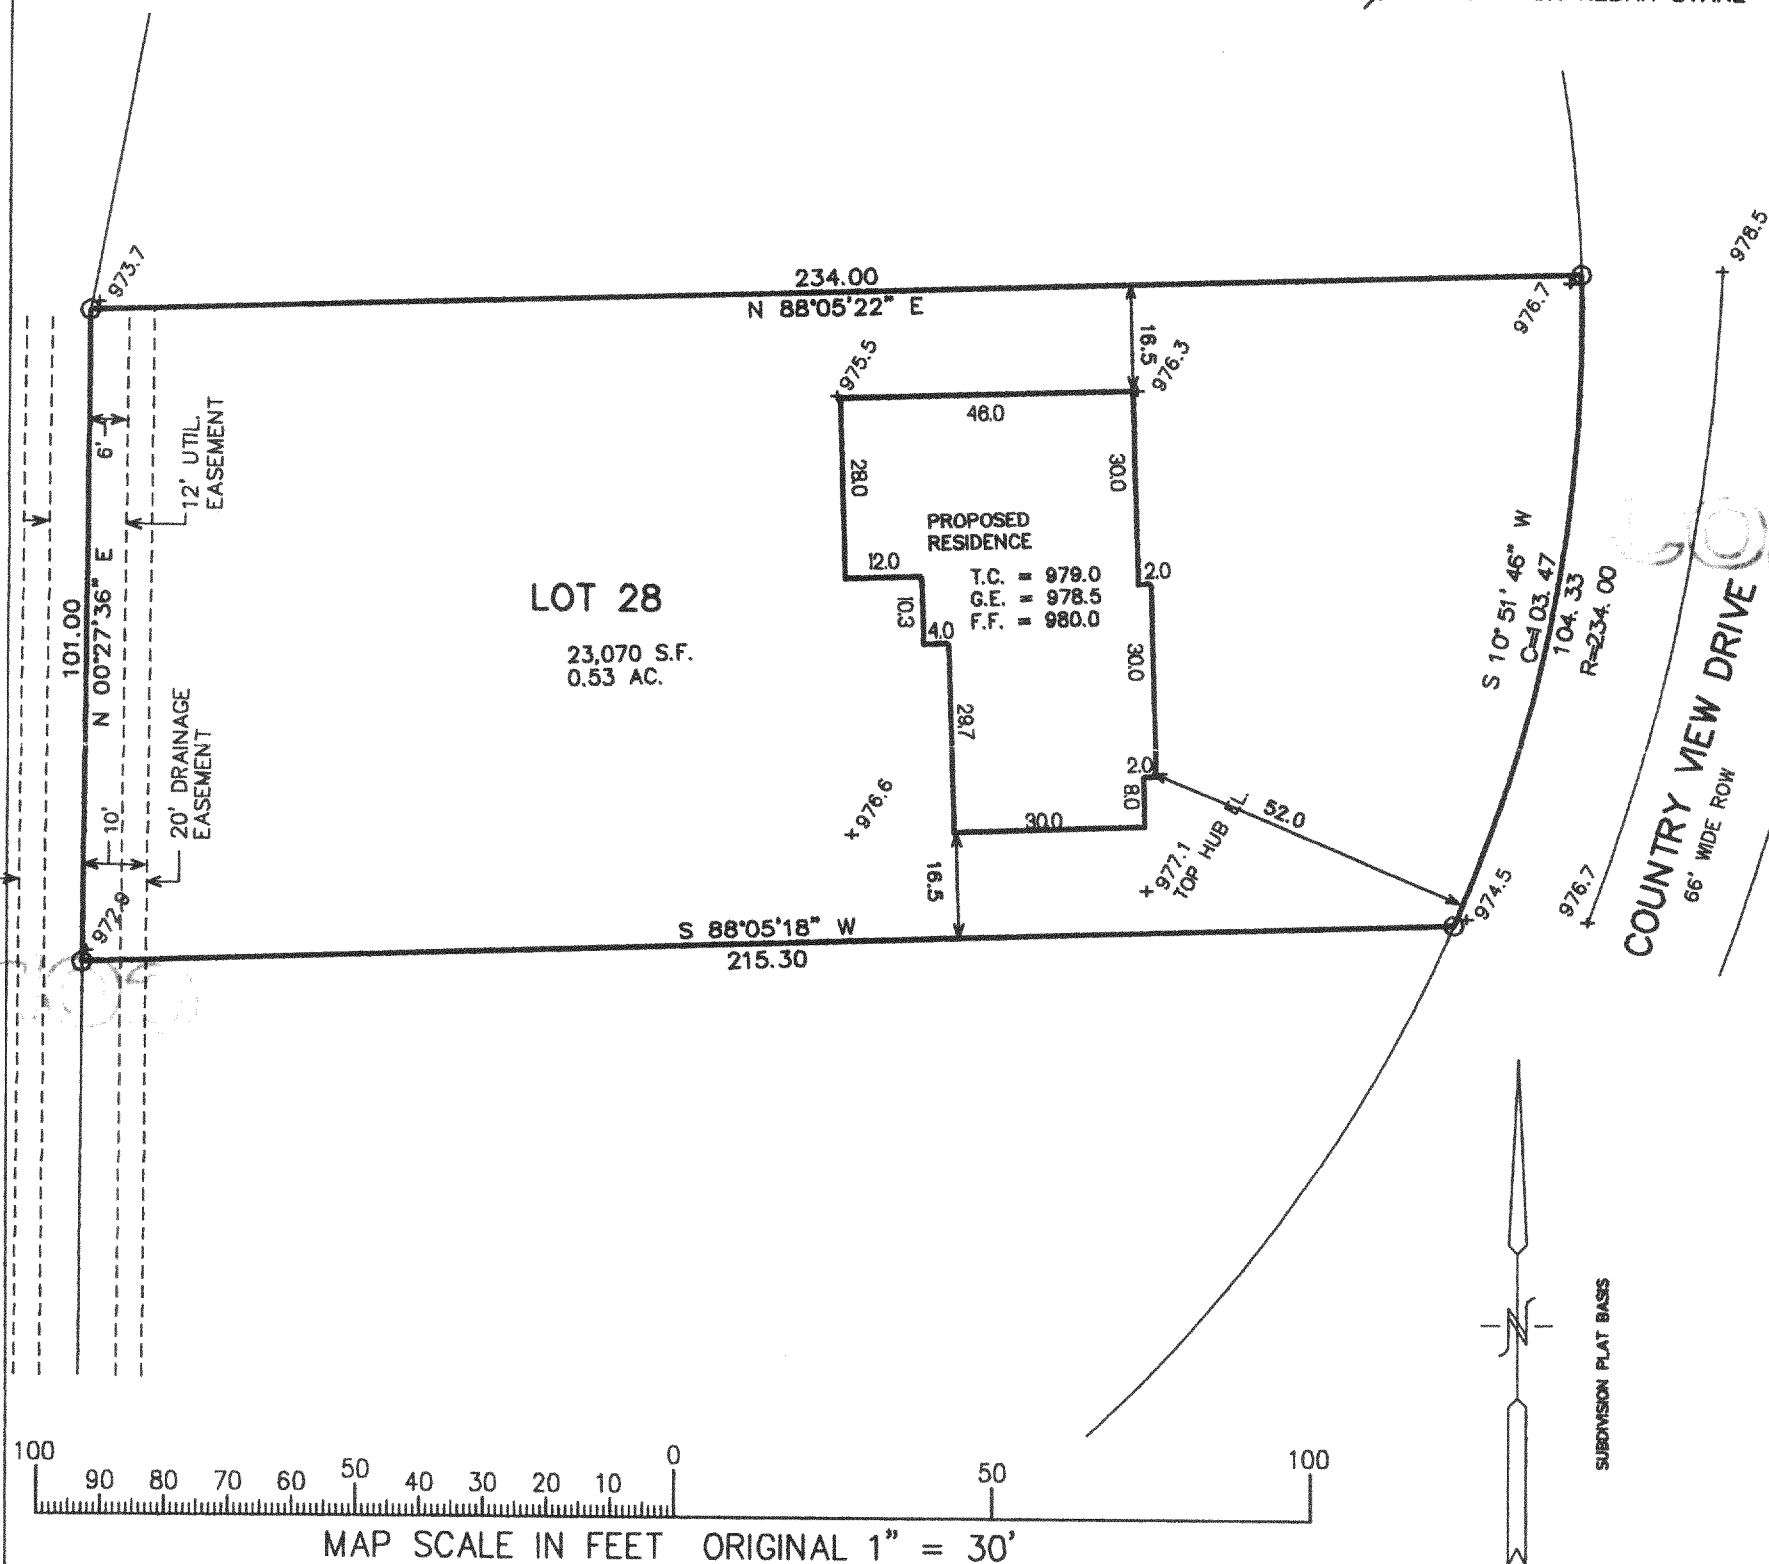 973.7
234.00
N 88°05'22" E
976.7
978.5
16.5
975.5
976.3
46.0
6'
12' UTIL.
EASEMENT
28.0
30.0
PROPOSED
RESIDENCE
T.C. = 979.0
G.E. = 978.5
F.F. = 980.0
12.0
2.0
10.3
4.0
LOT 28
23,070 S.F.
0.53 AC.
101.00
N 00°27'36" E
S 10°51'46" W
C=103.47
104.33
R=234.00
COUNTRY VIEW DRIVE
66' WIDE ROW
30.0
29.7
20' DRAINAGE
EASEMENT
10'
2.0
8.0
976.6
30.0
977.1
TOP HUB EL.
52.0
16.5
974.5
976.7
972.9
S 88°05'18" W
215.30
N
SUBDIVISION PLAT BASIS
100 90 80 70 60 50 40 30 20 10 0 50 100
MAP SCALE IN FEET ORIGINAL 1" = 30'